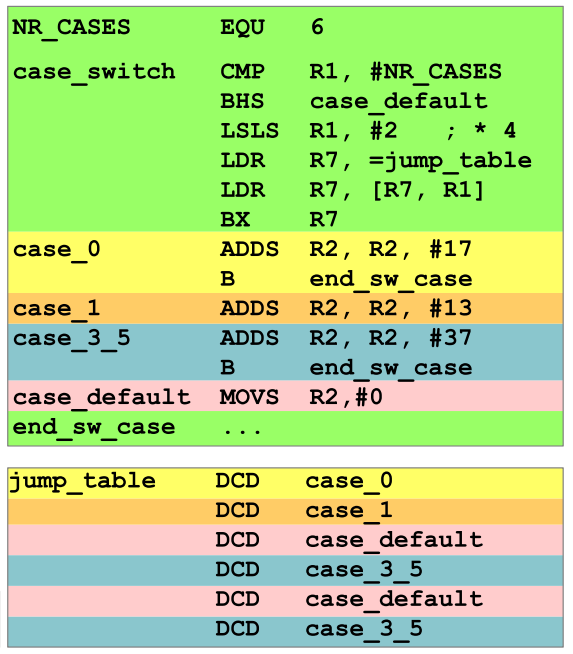 NR_CASES EQU 6
case_switch CMP R1, #NR_CASES
BHS case_default
LSLS R1, #2 ; * 4
LDR R7, =jump_table
LDR R7, [R7, R1]
BX R7
case_0 ADDS R2, R2, #17
B end_sw_case
case_1 ADDS R2, R2, #13
case_3_5 ADDS R2, R2, #37
B end_sw_case
case_default MOVS R2,#0
end_sw_case ...
jump_table DCD case_0
DCD case_1
DCD case_default
DCD case_3_5
DCD case_default
DCD case_3_5